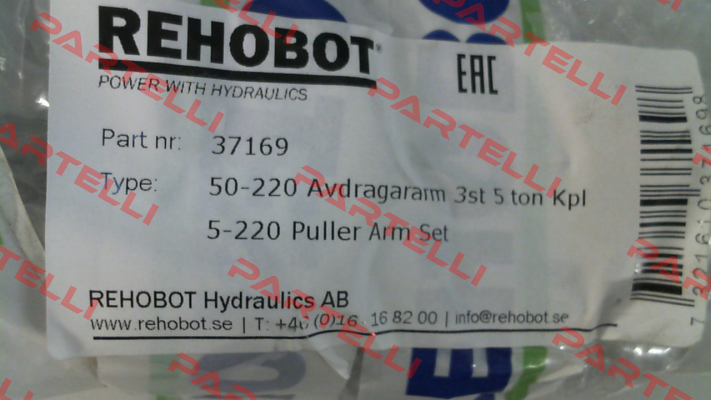 REHOBOT®
POWER WITH HYDRAULICS
EAC
Part nr: 37169
Type: 50-220 Avdragararm 3st 5 ton Kpl
5-220 Puller Arm Set
REHOBOT Hydraulics AB
www.rehobot.se | T: +46 (0)16 16 82 00 | info@rehobot.se
PARTELLI
PARTELLI
PARTELLI
PARTELLI
PARTELLI
PARTELLI
PARTELLI
PARTELLI